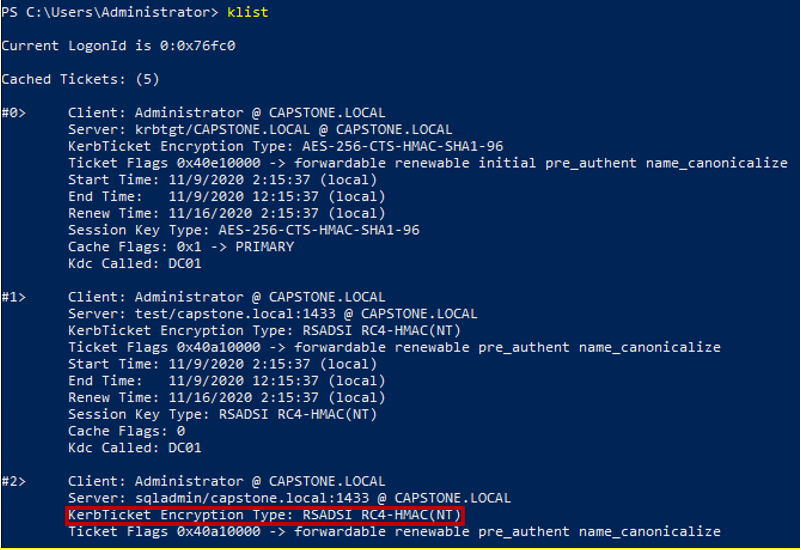 PS C:\Users\Administrator> klist
Current LogonId is 0:0x76fc0
Cached Tickets: (5)
#0> Client: Administrator @ CAPSTONE.LOCAL
Server: krbtgt/CAPSTONE.LOCAL @ CAPSTONE.LOCAL
KerbTicket Encryption Type: AES-256-CTS-HMAC-SHA1-96
Ticket Flags 0x40e10000 -> forwardable renewable initial pre_authent name_canonicalize
Start Time: 11/9/2020 2:15:37 (local)
End Time: 11/9/2020 12:15:37 (local)
Renew Time: 11/16/2020 2:15:37 (local)
Session Key Type: AES-256-CTS-HMAC-SHA1-96
Cache Flags: 0x1 -> PRIMARY
Kdc Called: DC01
#1> Client: Administrator @ CAPSTONE.LOCAL
Server: test/capstone.local:1433 @ CAPSTONE.LOCAL
KerbTicket Encryption Type: RSADSI RC4-HMAC(NT)
Ticket Flags 0x40a10000 -> forwardable renewable pre_authent name_canonicalize
Start Time: 11/9/2020 2:15:37 (local)
End Time: 11/9/2020 12:15:37 (local)
Renew Time: 11/16/2020 2:15:37 (local)
Session Key Type: RSADSI RC4-HMAC(NT)
Cache Flags: 0
Kdc Called: DC01
#2> Client: Administrator @ CAPSTONE.LOCAL
Server: sqladmin/capstone.local:1433 @ CAPSTONE.LOCAL
KerbTicket Encryption Type: RSADSI RC4-HMAC(NT)
Ticket Flags 0x40a10000 -> forwardable renewable pre_authent name_canonicalize